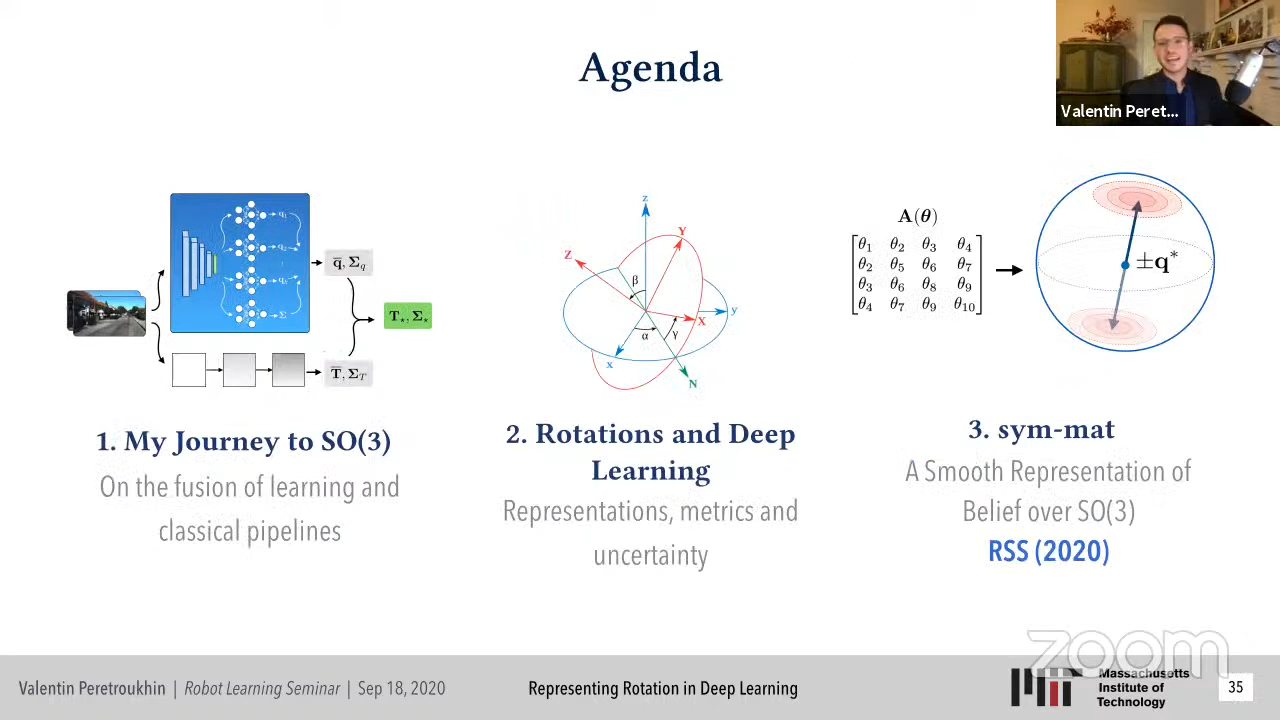 Agenda
Valentin Peret...
q₁
Σ
q̅, Σq
T⋆, Σ⋆
T̅, ΣT
z
Z
Y
β
X
y
α
γ
x
N
A(θ)
θ₁ θ₂ θ₃ θ₄
θ₂ θ₅ θ₆ θ₇
θ₃ θ₆ θ₈ θ₉
θ₄ θ₇ θ₉ θ₁₀
±q*
1. My Journey to SO(3)
On the fusion of learning and
classical pipelines
2. Rotations and Deep
Learning
Representations, metrics and
uncertainty
3. sym-mat
A Smooth Representation of
Belief over SO(3)
RSS (2020)
zoom
Valentin Peretroukhin | Robot Learning Seminar | Sep 18, 2020
Representing Rotation in Deep Learning
Massachusetts
Institute of
Technology
35